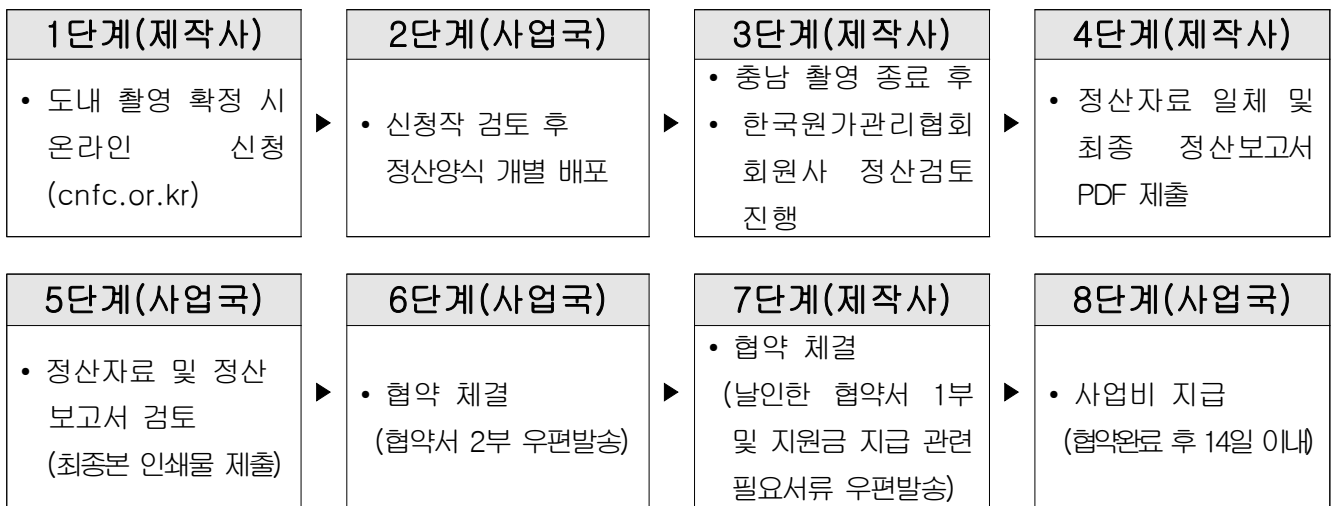 1단계(제작사)
• 도내 촬영 확정 시
온라인 신청
(cnfc.or.kr)
▶
2단계(사업국)
• 신청작 검토 후
정산양식 개별 배포
▶
3단계(제작사)
• 충남 촬영 종료 후
• 한국원가관리협회
회원사 정산검토
진행
▶
4단계(제작사)
• 정산자료 일체 및
최종 정산보고서
PDF 제출
5단계(사업국)
• 정산자료 및 정산
보고서 검토
(최종본 인쇄물 제출)
▶
6단계(사업국)
• 협약 체결
(협약서 2부 우편발송)
▶
7단계(제작사)
• 협약 체결
(날인한 협약서 1부
및 지원금 지급 관련
필요서류 우편발송)
▶
8단계(사업국)
• 사업비 지급
(협약완료 후 14일 이내)